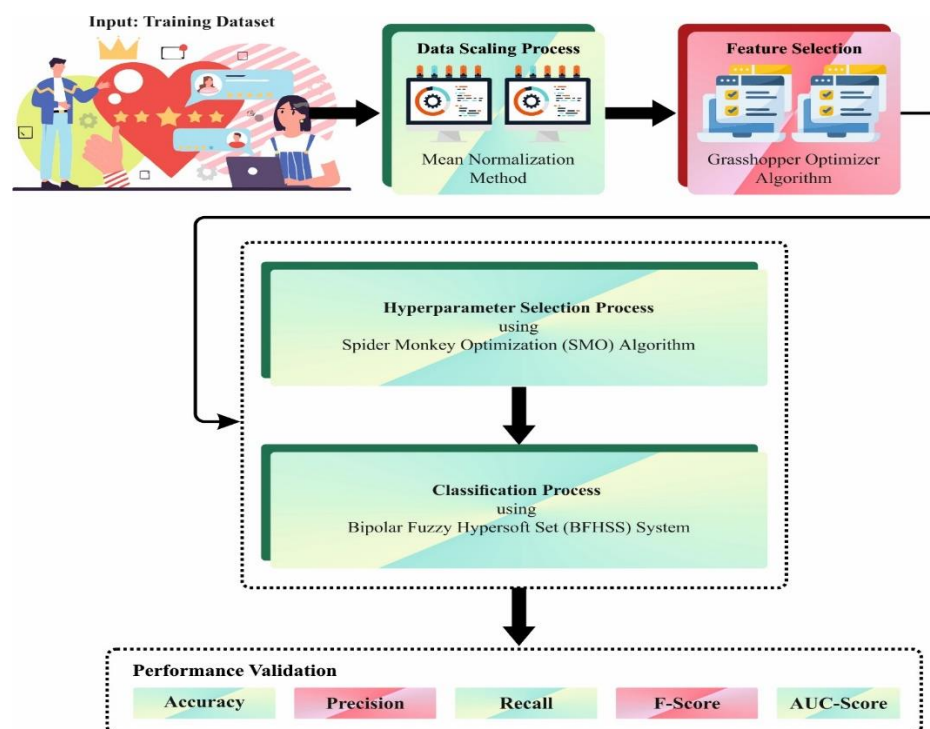 Input: Training Dataset
Data Scaling Process
Mean Normalization
Method
Feature Selection
Grasshopper Optimizer
Algorithm
Hyperparameter Selection Process
using
Spider Monkey Optimization (SMO) Algorithm
Classification Process
using
Bipolar Fuzzy Hypersoft Set (BFHSS) System
Performance Validation
Accuracy
Precision
Recall
F-Score
AUC-Score